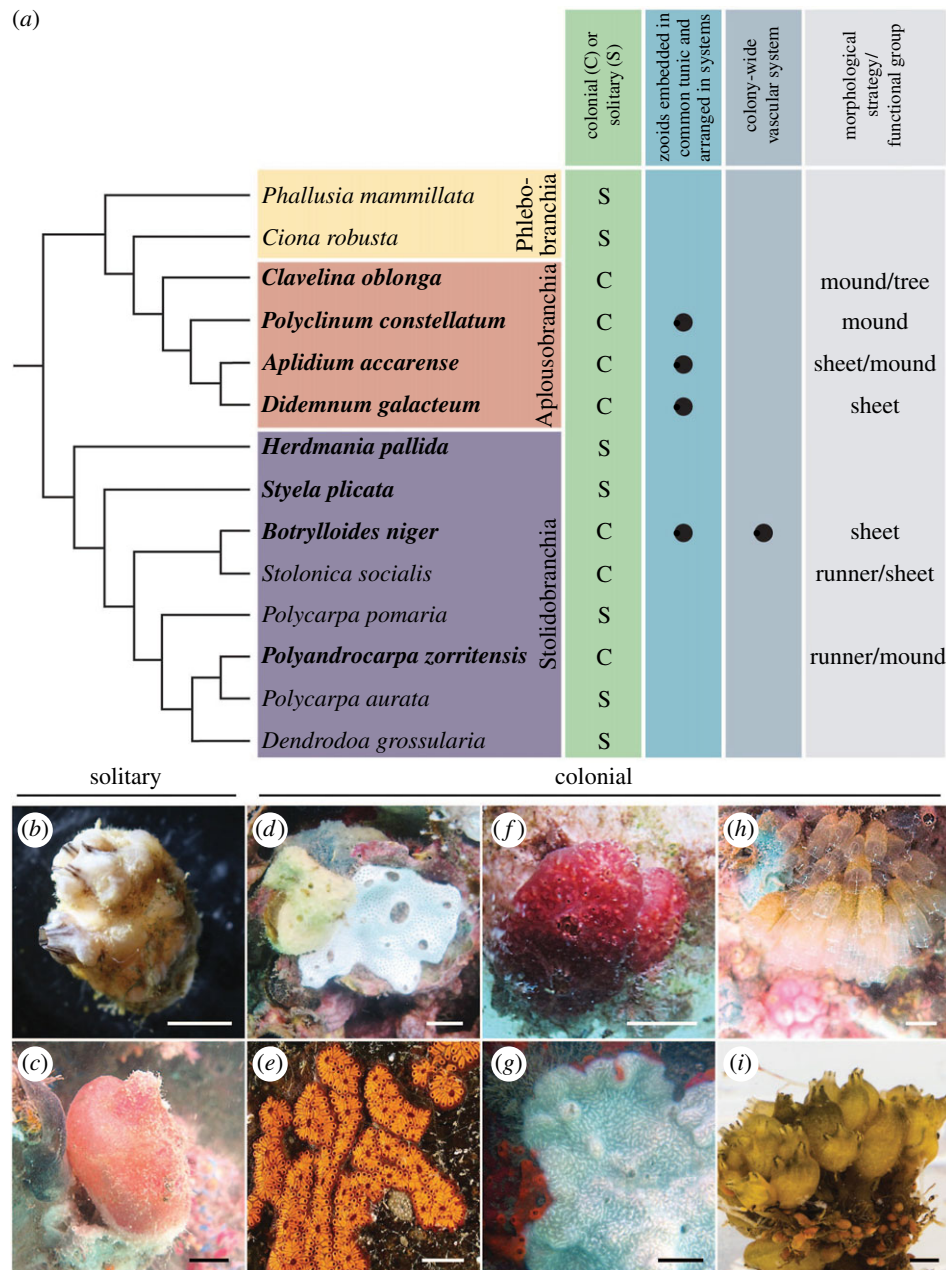 (a)
colonial (C) or
solitary (S)
zooids embedded in
common tunic and
arranged in systems
colony-wide
vascular system
morphological
strategy/
functional group
Phlebo-
branchia
Phallusia mammillata S
Ciona robusta S
Aplousobranchia
Clavelina oblonga C mound/tree
Polyclinum constellatum C mound
Aplidium accarense C sheet/mound
Didemnum galacteum C sheet
Stolidobranchia
Herdmania pallida S
Styela plicata S
Botrylloides niger C sheet
Stolonica socialis C runner/sheet
Polycarpa pomaria S
Polyandrocarpa zorritensis C runner/mound
Polycarpa aurata S
Dendrodoa grossularia S
solitary colonial
(b) (d) (f) (h)
(c) (e) (g) (i)